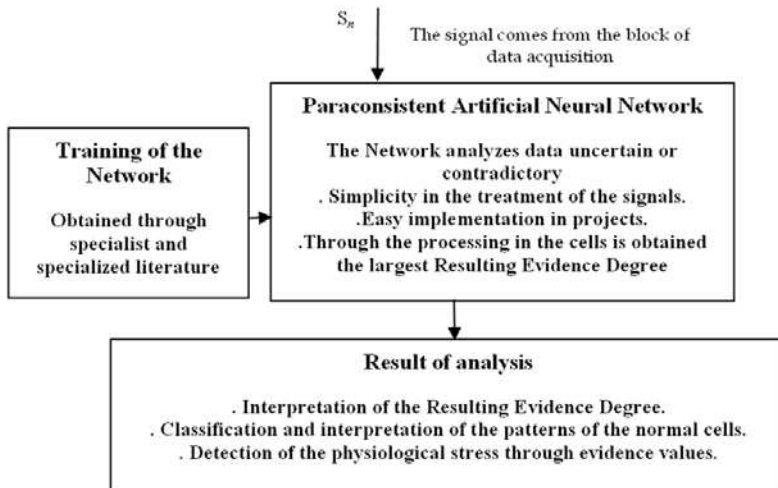 Sn
The signal comes from the block of
data acquisition
Paraconsistent Artificial Neural Network
The Network analyzes data uncertain or
contradictory
. Simplicity in the treatment of the signals.
.Easy implementation in projects.
.Through the processing in the cells is obtained
the largest Resulting Evidence Degree
Training of the
Network
Obtained through
specialist and
specialized literature
Result of analysis
. Interpretation of the Resulting Evidence Degree.
. Classification and interpretation of the patterns of the normal cells.
. Detection of the physiological stress through evidence values.